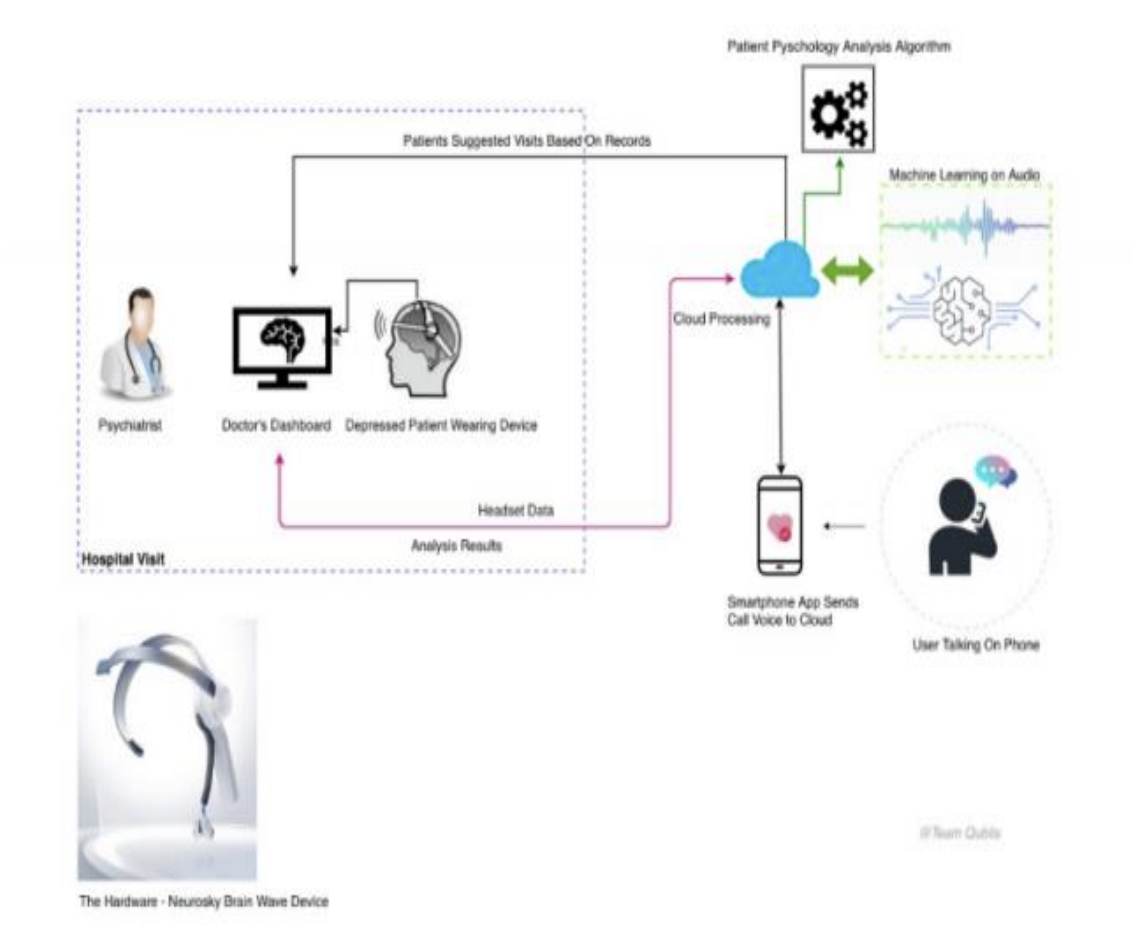 Patient Pyschology Analysis Algorithm
Patients Suggested Visits Based On Records
Machine Learning on Audio
Cloud Processing
Psychiatrist
Doctor's Dashboard
Depressed Patient Wearing Device
Headset Data
Analysis Results
Hospital Visit
Smartphone App Sends
Call Voice to Cloud
User Talking On Phone
@Team Qubits
The Hardware - Neurosky Brain Wave Device